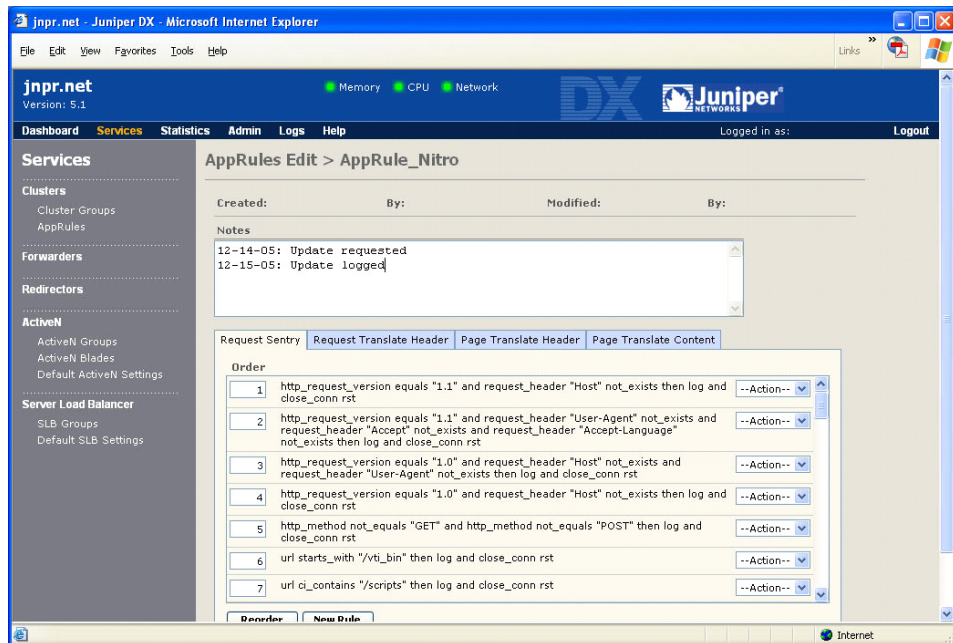 jnpr.net - Juniper DX - Microsoft Internet Explorer
File Edit View Favorites Tools Help
Links »
jnpr.net
Version: 5.1
Memory CPU Network
DX
Juniper
NETWORKS
Dashboard Services Statistics Admin Logs Help
Logged in as:
Logout
Services
Clusters
Cluster Groups
AppRules
Forwarders
Redirectors
ActiveN
ActiveN Groups
ActiveN Blades
Default ActiveN Settings
Server Load Balancer
SLB Groups
Default SLB Settings
AppRules Edit > AppRule_Nitro
Created: By: Modified: By:
Notes
12-14-05: Update requested
12-15-05: Update logged
Request Sentry Request Translate Header Page Translate Header Page Translate Content
Order
1 http_request_version equals "1.1" and request_header "Host" not_exists then log and --Action--
close_conn rst
2 http_request_version equals "1.1" and request_header "User-Agent" not_exists and --Action--
request_header "Accept" not_exists and request_header "Accept-Language"
not_exists then log and close_conn rst
3 http_request_version equals "1.0" and request_header "Host" not_exists and --Action--
request_header "User-Agent" not_exists then log and close_conn rst
4 http_request_version equals "1.0" and request_header "Host" not_exists then log and --Action--
close_conn rst
5 http_method not_equals "GET" and http_method not_equals "POST" then log and --Action--
close_conn rst
6 url starts_with "/vti_bin" then log and close_conn rst --Action--
7 url ci_contains "/scripts" then log and close_conn rst --Action--
Reorder New Rule
Internet